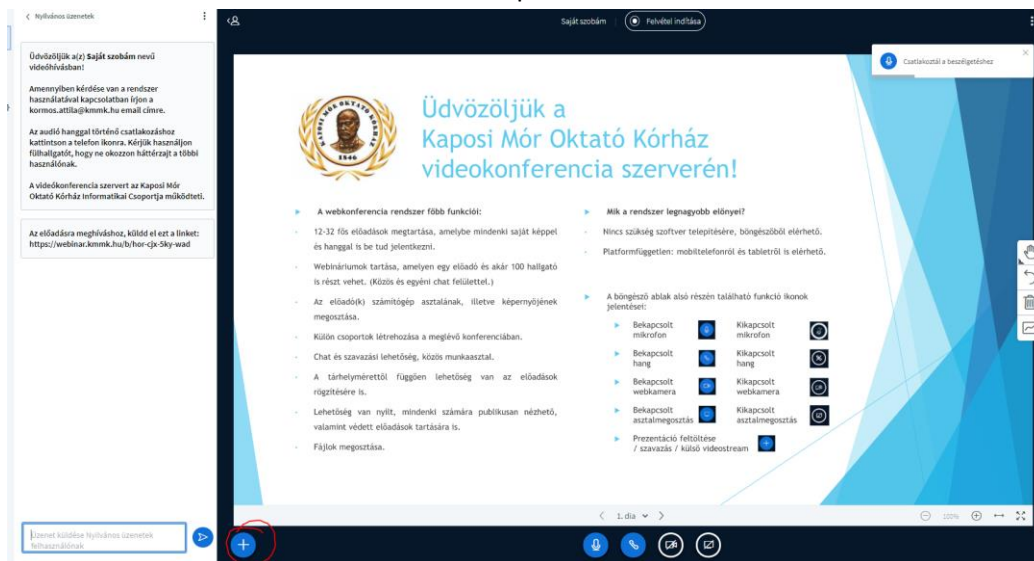 Nyilvános üzenetek
Üdvözöljük a(z) Saját szobám nevű
videóhívásban!
Amennyiben kérdése van a rendszer
használatával kapcsolatban írjon a
kormos.attila@kmmk.hu email címre.
Az audió hanggal történő csatlakozáshoz
kattintson a telefon ikonra. Kérjük használjon
fülhallgatót, hogy ne okozzon háttérzajt a többi
használónak.
A videókonferencia szervert az Kaposi Mór
Oktató Kórház Informatikai Csoportja működteti.
Az előadásra meghíváshoz, küldd el ezt a linket:
https://webinar.kmmk.hu/b/hor-cjx-5ky-wad
Üzenet küldése Nyilvános üzenetek
felhasználónak
Saját szobám
Felvétel indítása
Csatlakoztál a beszélgetéshez
KAPOSI MÓR OKTATÓ KÓRHÁZ
1846
Üdvözöljük a
Kaposi Mór Oktató Kórház
videokonferencia szerverén!
A webkonferencia rendszer főbb funkciói:
12-32 fős előadások megtartása, amelybe mindenki saját képpel
és hanggal is be tud jelentkezni.
Webináriumok tartása, amelyen egy előadó és akár 100 hallgató
is részt vehet. (Közös és egyéni chat felülettel.)
Az előadó(k) számítógép asztalának, illetve képernyőjének
megosztása.
Külön csoportok létrehozása a meglévő konferenciában.
Chat és szavazási lehetőség, közös munkaasztal.
A tárhelymérettől függően lehetőség van az előadások
rögzítésére is.
Lehetőség van nyílt, mindenki számára publikusan nézhető,
valamint védett előadások tartására is.
Fájlok megosztása.
Mik a rendszer legnagyobb előnyei?
Nincs szükség szoftver telepítésére, böngészőből elérhető.
Platformfüggetlen: mobiltelefonról és tabletről is elérhető.
A böngésző ablak alsó részén található funkció ikonok
jelentései:
Bekapcsolt
mikrofon
Kikapcsolt
mikrofon
Bekapcsolt
hang
Kikapcsolt
hang
Bekapcsolt
webkamera
Kikapcsolt
webkamera
Bekapcsolt
asztalmegosztás
Kikapcsolt
asztalmegosztás
Prezentáció feltöltése
/ szavazás / külső videostream
1. dia
100%